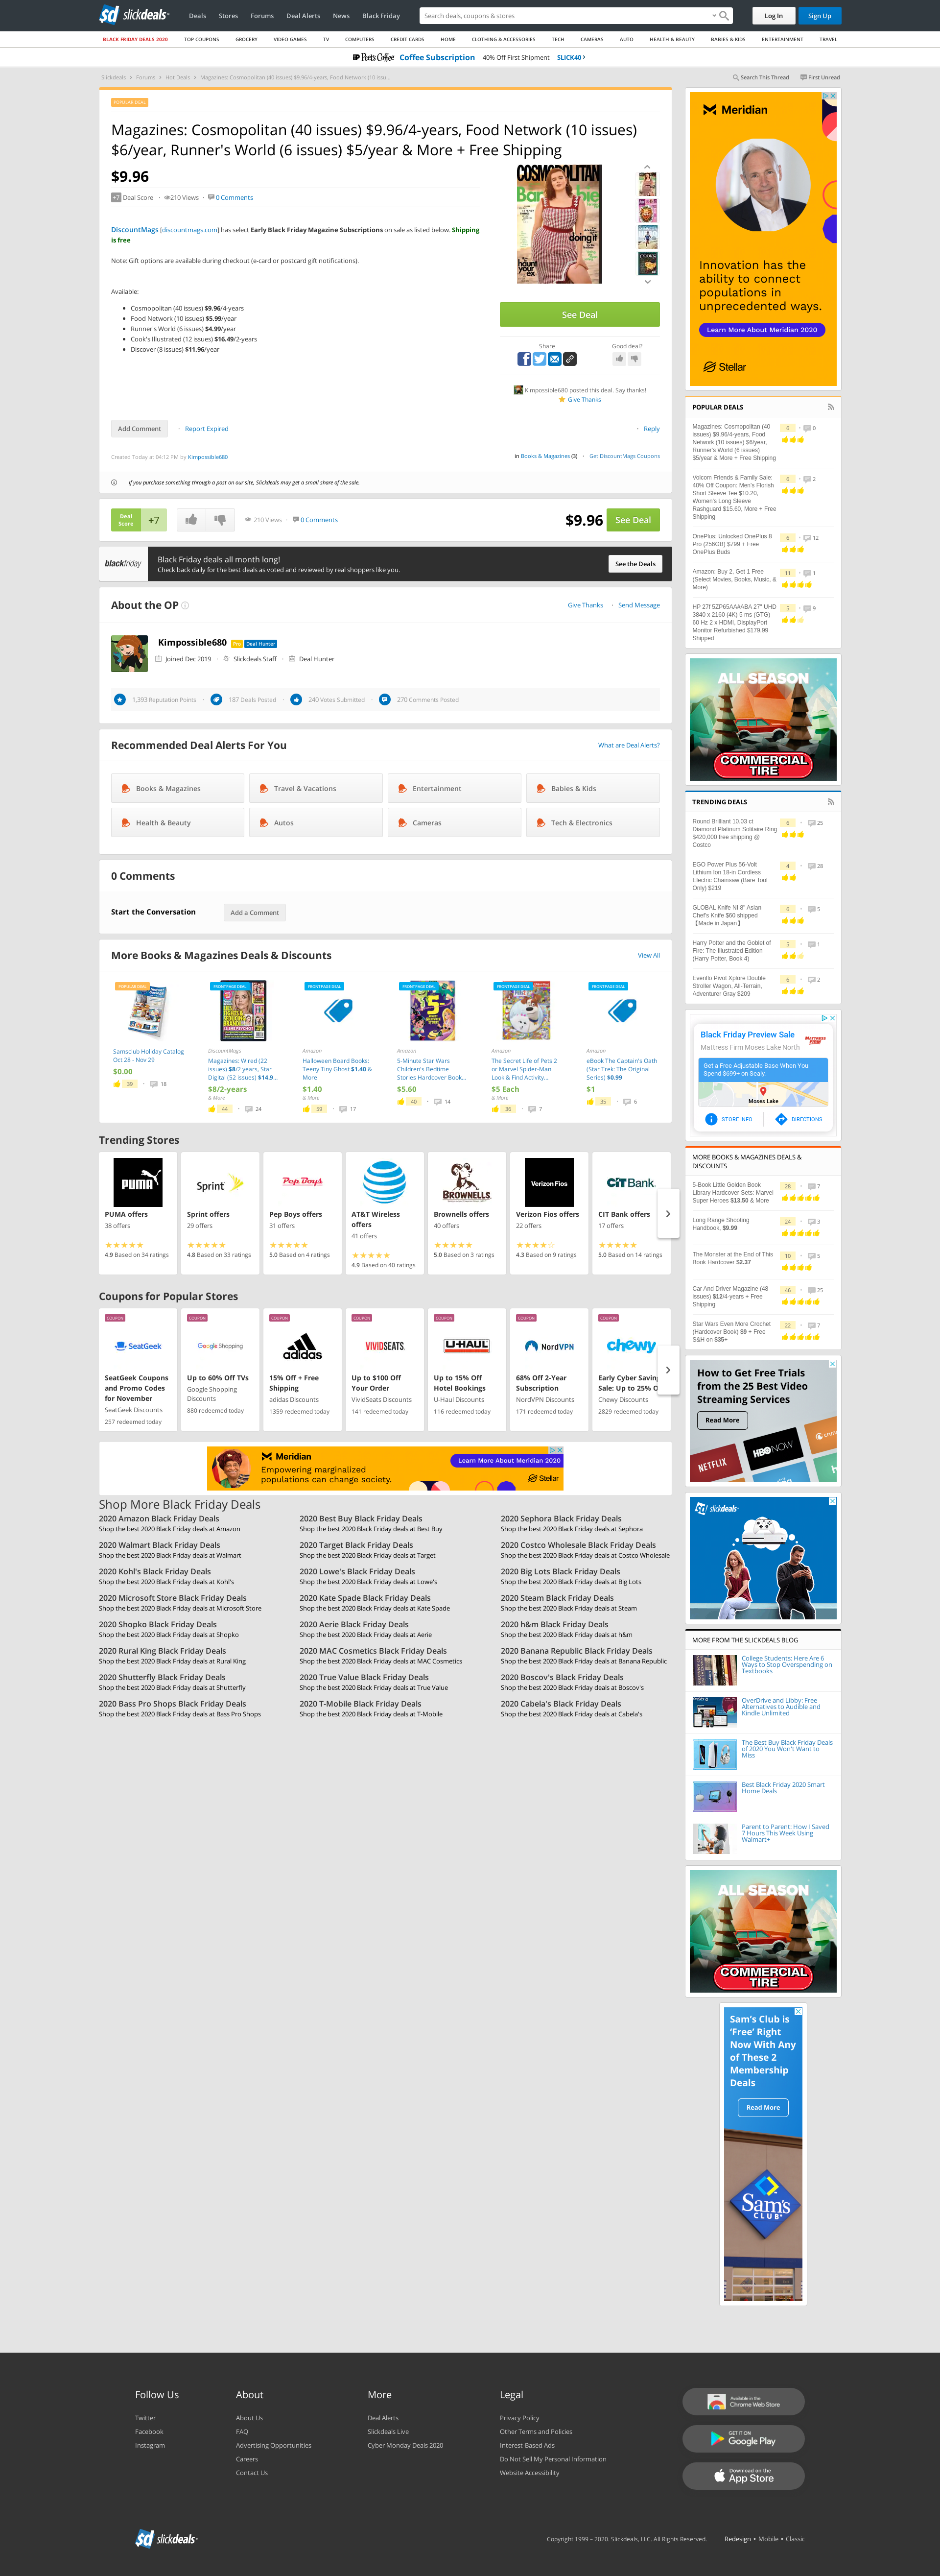 sd slickdeals
Deals Stores Forums Deal Alerts News Black Friday
Search deals, coupons & stores
Log In Sign Up
BLACK FRIDAY DEALS 2020 TOP COUPONS GROCERY VIDEO GAMES TV COMPUTERS CREDIT CARDS HOME CLOTHING & ACCESSORIES TECH CAMERAS AUTO HEALTH & BEAUTY BABIES & KIDS ENTERTAINMENT TRAVEL
Peet's Coffee Coffee Subscription 40% Off First Shipment SLICK40 ›
Slickdeals › Forums › Hot Deals › Magazines: Cosmopolitan (40 issues) $9.96/4-years, Food Network (10 issu...
Search This Thread First Unread
POPULAR DEAL
Magazines: Cosmopolitan (40 issues) $9.96/4-years, Food Network (10 issues)
$6/year, Runner's World (6 issues) $5/year & More + Free Shipping
$9.96
+7 Deal Score 210 Views 0 Comments
DiscountMags [discountmags.com] has select Early Black Friday Magazine Subscriptions on sale as listed below. Shipping
is free
Note: Gift options are available during checkout (e-card or postcard gift notifications).
Available:
Cosmopolitan (40 issues) $9.96/4-years
Food Network (10 issues) $5.99/year
Runner's World (6 issues) $4.99/year
Cook's Illustrated (12 issues) $16.49/2-years
Discover (8 issues) $11.96/year
COSMOPOLITAN
Barbie
doing it
haunt your ex
See Deal
Share Good deal?
Kimpossible680 posted this deal. Say thanks!
Give Thanks
Add Comment • Report Expired • Reply
Created Today at 04:12 PM by Kimpossible680
in Books & Magazines (3) • Get DiscountMags Coupons
If you purchase something through a post on our site, Slickdeals may get a small share of the sale.
Deal Score +7
210 Views 0 Comments
$9.96 See Deal
blackfriday
Black Friday deals all month long!
Check back daily for the best deals as voted and reviewed by real shoppers like you.
See the Deals
About the OP
Give Thanks • Send Message
Kimpossible680 Pro Deal Hunter
Joined Dec 2019 Slickdeals Staff Deal Hunter
1,393 Reputation Points 187 Deals Posted 240 Votes Submitted 270 Comments Posted
Recommended Deal Alerts For You
What are Deal Alerts?
Books & Magazines Travel & Vacations Entertainment Babies & Kids
Health & Beauty Autos Cameras Tech & Electronics
0 Comments
Start the Conversation Add a Comment
More Books & Magazines Deals & Discounts
View All
POPULAR DEAL
Samsclub Holiday Catalog
Oct 28 - Nov 29
$0.00
39 18
FRONTPAGE DEAL
DiscountMags
Magazines: Wired (22
issues) $8/2 years, Star
Digital (52 issues) $14.9...
$8/2-years
& More
44 24
FRONTPAGE DEAL
Amazon
Halloween Board Books:
Teeny Tiny Ghost $1.40 &
More
$1.40
& More
59 17
FRONTPAGE DEAL
Amazon
5-Minute Star Wars
Children's Bedtime
Stories Hardcover Book...
$5.60
40 14
FRONTPAGE DEAL
Amazon
The Secret Life of Pets 2
or Marvel Spider-Man
Look & Find Activity...
$5 Each
& More
36 7
FRONTPAGE DEAL
Amazon
eBook The Captain's Oath
(Star Trek: The Original
Series) $0.99
$1
35 6
Trending Stores
PUMA
PUMA offers
38 offers
4.9 Based on 34 ratings
Sprint
Sprint offers
29 offers
4.8 Based on 33 ratings
Pep Boys
Pep Boys offers
31 offers
5.0 Based on 4 ratings
AT&T Wireless
offers
41 offers
4.9 Based on 40 ratings
BROWNELLS
Brownells offers
40 offers
5.0 Based on 3 ratings
Verizon Fios
Verizon Fios offers
22 offers
4.3 Based on 9 ratings
CIT BANK
CIT Bank offers
17 offers
5.0 Based on 14 ratings
Coupons for Popular Stores
COUPON
SeatGeek
SeatGeek Coupons
and Promo Codes
for November
SeatGeek Discounts
257 redeemed today
COUPON
Google Shopping
Up to 60% Off TVs
Google Shopping
Discounts
880 redeemed today
COUPON
adidas
15% Off + Free
Shipping
adidas Discounts
1359 redeemed today
COUPON
VIVIDSEATS
Up to $100 Off
Your Order
VividSeats Discounts
141 redeemed today
COUPON
U-HAUL
Up to 15% Off
Hotel Bookings
U-Haul Discounts
116 redeemed today
COUPON
NordVPN
68% Off 2-Year
Subscription
NordVPN Discounts
171 redeemed today
COUPON
chewy
Early Cyber Saving
Sale: Up to 25% O
Chewy Discounts
2829 redeemed today
Meridian
Empowering marginalized
populations can change society.
Learn More About Meridian 2020
Stellar
Shop More Black Friday Deals
2020 Amazon Black Friday Deals
Shop the best 2020 Black Friday deals at Amazon
2020 Best Buy Black Friday Deals
Shop the best 2020 Black Friday deals at Best Buy
2020 Sephora Black Friday Deals
Shop the best 2020 Black Friday deals at Sephora
2020 Walmart Black Friday Deals
Shop the best 2020 Black Friday deals at Walmart
2020 Target Black Friday Deals
Shop the best 2020 Black Friday deals at Target
2020 Costco Wholesale Black Friday Deals
Shop the best 2020 Black Friday deals at Costco Wholesale
2020 Kohl's Black Friday Deals
Shop the best 2020 Black Friday deals at Kohl's
2020 Lowe's Black Friday Deals
Shop the best 2020 Black Friday deals at Lowe's
2020 Big Lots Black Friday Deals
Shop the best 2020 Black Friday deals at Big Lots
2020 Microsoft Store Black Friday Deals
Shop the best 2020 Black Friday deals at Microsoft Store
2020 Kate Spade Black Friday Deals
Shop the best 2020 Black Friday deals at Kate Spade
2020 Steam Black Friday Deals
Shop the best 2020 Black Friday deals at Steam
2020 Shopko Black Friday Deals
Shop the best 2020 Black Friday deals at Shopko
2020 Aerie Black Friday Deals
Shop the best 2020 Black Friday deals at Aerie
2020 h&m Black Friday Deals
Shop the best 2020 Black Friday deals at h&m
2020 Rural King Black Friday Deals
Shop the best 2020 Black Friday deals at Rural King
2020 MAC Cosmetics Black Friday Deals
Shop the best 2020 Black Friday deals at MAC Cosmetics
2020 Banana Republic Black Friday Deals
Shop the best 2020 Black Friday deals at Banana Republic
2020 Shutterfly Black Friday Deals
Shop the best 2020 Black Friday deals at Shutterfly
2020 True Value Black Friday Deals
Shop the best 2020 Black Friday deals at True Value
2020 Boscov's Black Friday Deals
Shop the best 2020 Black Friday deals at Boscov's
2020 Bass Pro Shops Black Friday Deals
Shop the best 2020 Black Friday deals at Bass Pro Shops
2020 T-Mobile Black Friday Deals
Shop the best 2020 Black Friday deals at T-Mobile
2020 Cabela's Black Friday Deals
Shop the best 2020 Black Friday deals at Cabela's
Meridian
Innovation has the
ability to connect
populations in
unprecedented ways.
Learn More About Meridian 2020
Stellar
POPULAR DEALS
Magazines: Cosmopolitan (40
issues) $9.96/4-years, Food
Network (10 issues) $6/year,
Runner's World (6 issues)
$5/year & More + Free Shipping
6 0
Volcom Friends & Family Sale:
40% Off Coupon: Men's Florish
Short Sleeve Tee $10.20,
Women's Long Sleeve
Rashguard $15.60, More + Free
Shipping
6 2
OnePlus: Unlocked OnePlus 8
Pro (256GB) $799 + Free
OnePlus Buds
6 12
Amazon: Buy 2, Get 1 Free
(Select Movies, Books, Music, &
More)
11 1
HP 27f 5ZP65AA#ABA 27" UHD
3840 x 2160 (4K) 5 ms (GTG)
60 Hz 2 x HDMI, DisplayPort
Monitor Refurbished $179.99
Shipped
5 9
ALL SEASON
COMMERCIAL
TIRE
TRENDING DEALS
Round Brilliant 10.03 ct
Diamond Platinum Solitaire Ring
$420,000 free shipping @
Costco
6 25
EGO Power Plus 56-Volt
Lithium Ion 18-in Cordless
Electric Chainsaw (Bare Tool
Only) $219
4 28
GLOBAL Knife NI 8" Asian
Chef's Knife $60 shipped
【Made in Japan】
6 5
Harry Potter and the Goblet of
Fire: The Illustrated Edition
(Harry Potter, Book 4)
5 1
Evenflo Pivot Xplore Double
Stroller Wagon, All-Terrain,
Adventurer Gray $209
6 2
Black Friday Preview Sale
Mattress Firm Moses Lake North
MATTRESS FIRM
Get a Free Adjustable Base When You
Spend $699+ on Sealy.
Moses Lake
STORE INFO DIRECTIONS
MORE BOOKS & MAGAZINES DEALS &
DISCOUNTS
5-Book Little Golden Book
Library Hardcover Sets: Marvel
Super Heroes $13.50 & More
28 7
Long Range Shooting
Handbook, $9.99
24 3
The Monster at the End of This
Book Hardcover $2.37
10 5
Car And Driver Magazine (48
issues) $12/4-years + Free
Shipping
46 25
Star Wars Even More Crochet
(Hardcover Book) $9 + Free
S&H on $35+
22 7
How to Get Free Trials
from the 25 Best Video
Streaming Services
Read More
NETFLIX
HBO NOW
crunchy
sd slickdeals
MORE FROM THE SLICKDEALS BLOG
College Students: Here Are 6
Ways to Stop Overspending on
Textbooks
OverDrive and Libby: Free
Alternatives to Audible and
Kindle Unlimited
The Best Buy Black Friday Deals
of 2020 You Won't Want to
Miss
Best Black Friday 2020 Smart
Home Deals
Parent to Parent: How I Saved
7 Hours This Week Using
Walmart+
ALL SEASON
COMMERCIAL
TIRE
Sam's Club is
'Free' Right
Now With Any
of These 2
Membership
Deals
Read More
Sam's
CLUB
Follow Us
Twitter
Facebook
Instagram
About
About Us
FAQ
Advertising Opportunities
Careers
Contact Us
More
Deal Alerts
Slickdeals Live
Cyber Monday Deals 2020
Legal
Privacy Policy
Other Terms and Policies
Interest-Based Ads
Do Not Sell My Personal Information
Website Accessibility
Available in the
Chrome Web Store
GET IT ON
Google Play
Download on the
App Store
sd slickdeals
Copyright 1999 – 2020. Slickdeals, LLC. All Rights Reserved. Redesign • Mobile • Classic